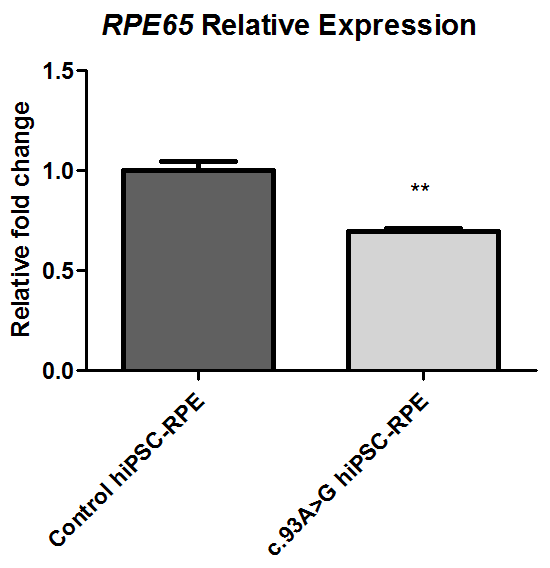 RPE65 Relative Expression
Relative fold change
1.5
1.0
0.5
0.0
**
Control hiPSC-RPE
c.93A>G hiPSC-RPE